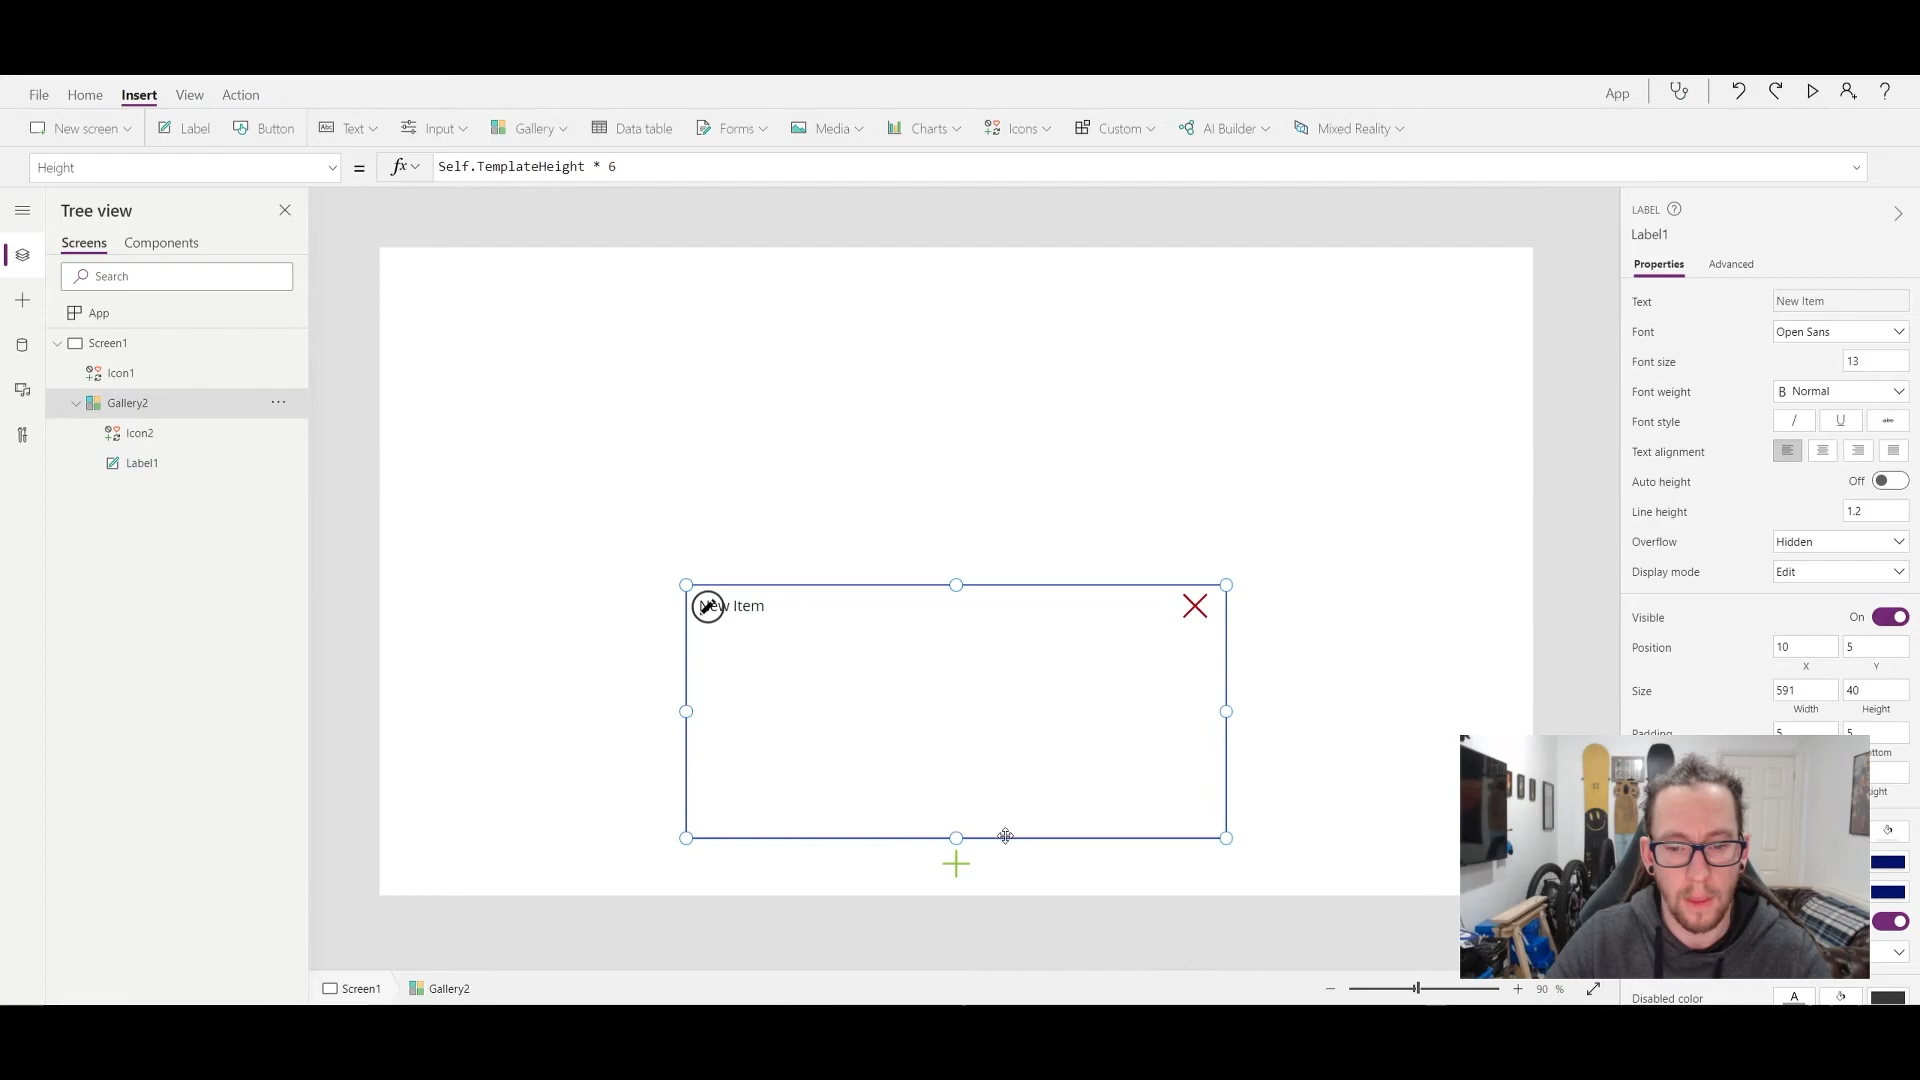 File Home Insert View Action App
New screen Label Button Text Input Gallery Data table Forms Media Charts Icons Custom AI Builder Mixed Reality
Height = fx Self.TemplateHeight * 6
Tree view
Screens Components
Search
App
Screen1
Icon1
Gallery2 ...
Icon2
Label1
New Item
LABEL ?
Label1
Properties Advanced
Text New Item
Font Open Sans
Font size 13
Font weight B Normal
Font style / U abc
Text alignment
Auto height Off
Line height 1.2
Overflow Hidden
Display mode Edit
Visible On
Position 10 5
X Y
Size 591 40
Width Height
Padding 5 5
Disabled color A
Screen1 Gallery2
90 %